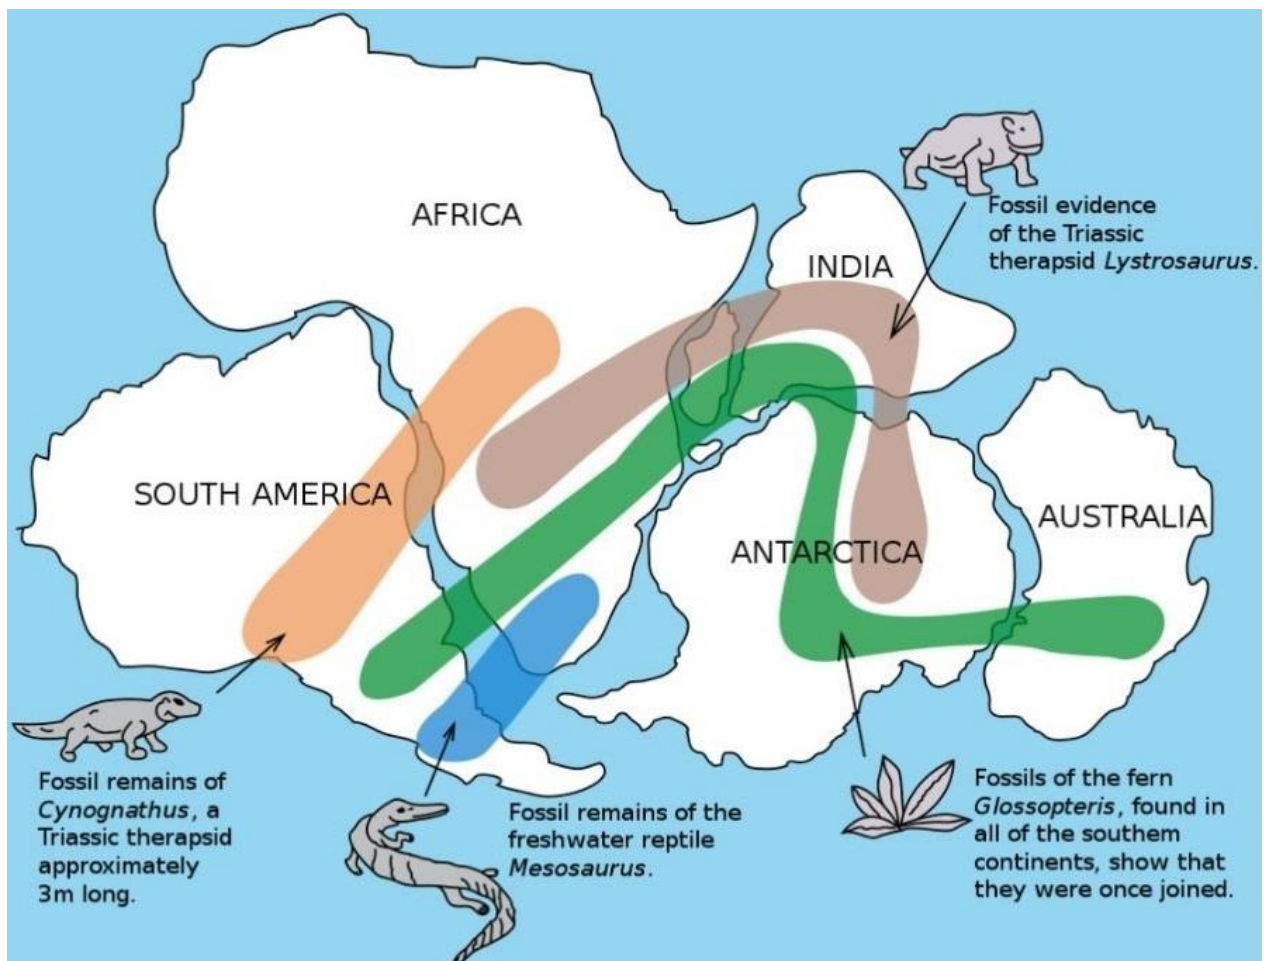 AFRICA
INDIA
Fossil evidence
of the Triassic
therapsid Lystrosaurus.
SOUTH AMERICA
ANTARCTICA
AUSTRALIA
Fossil remains of
Cynognathus, a
Triassic therapsid
approximately
3m long.
Fossil remains of the
freshwater reptile
Mesosaurus.
Fossils of the fern
Glossopteris, found in
all of the southem
continents, show that
they were once joined.